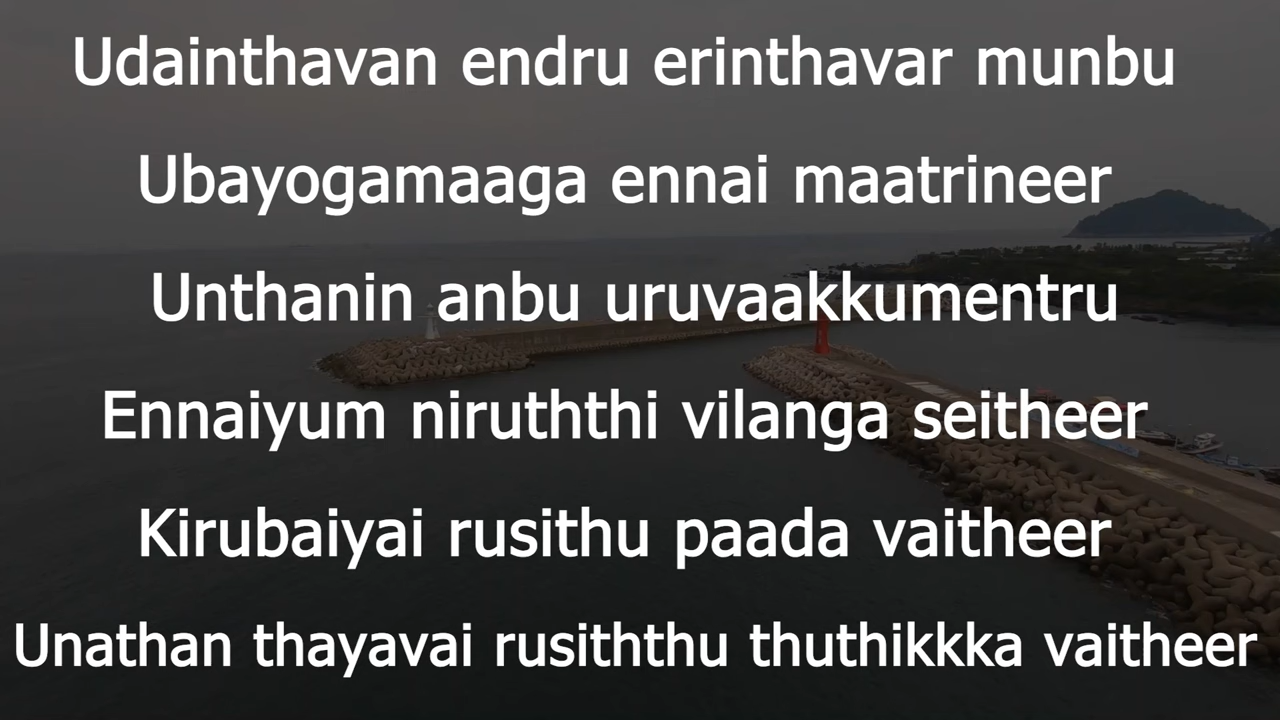 Udainthavan endru erinthavar munbu
Ubayogamaaga ennai maatrineer
Unthanin anbu uruvaakkumentru
Ennaiyum niruththi vilanga seitheer
Kirubaiyai rusithu paada vaitheer
Unathan thayavai rusiththu thuthikkka vaitheer